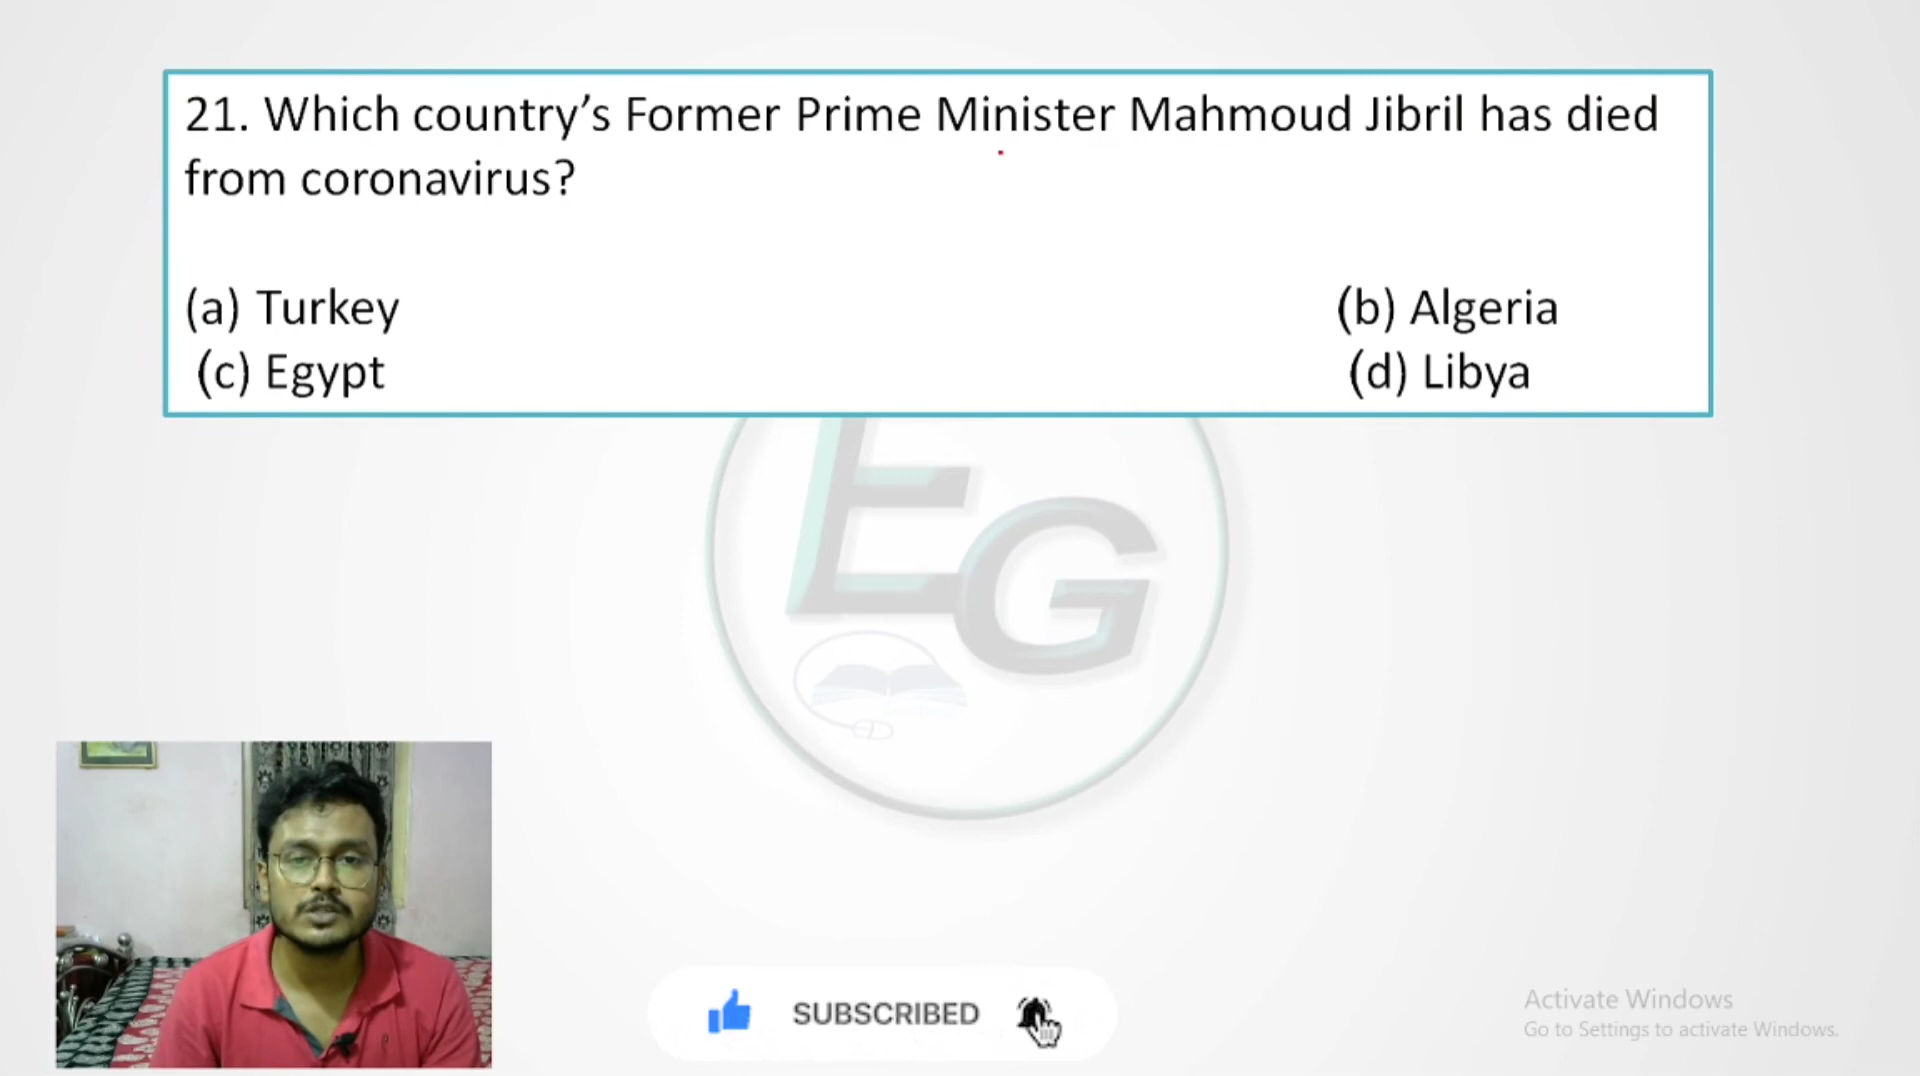 21. Which country’s Former Prime Minister Mahmoud Jibril has died
from coronavirus?
(a) Turkey (b) Algeria
(c) Egypt (d) Libya
EG
SUBSCRIBED
Activate Windows
Go to Settings to activate Windows.